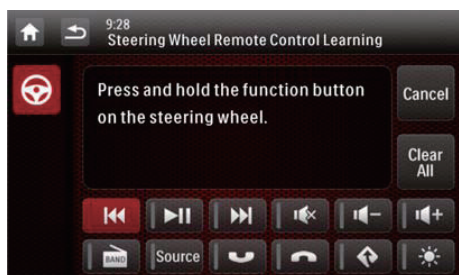 9:28
Steering Wheel Remote Control Learning
Press and hold the function button
on the steering wheel.
Cancel
Clear
All
BAND
Source